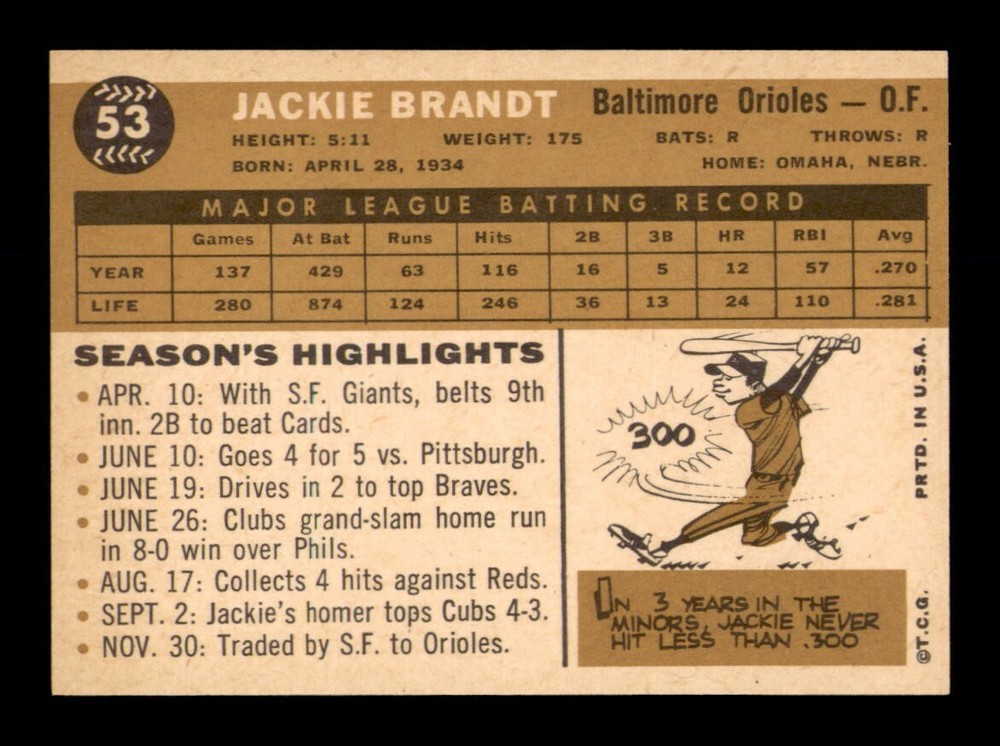 53
JACKIE BRANDT Baltimore Orioles — O.F.
HEIGHT: 5:11 WEIGHT: 175 BATS: R THROWS: R
BORN: APRIL 28, 1934 HOME: OMAHA, NEBR.
MAJOR LEAGUE BATTING RECORD
Games At Bat Runs Hits 2B 3B HR RBI Avg
YEAR 137 429 63 116 16 5 12 57 .270
LIFE 280 874 124 246 36 13 24 110 .281
SEASON'S HIGHLIGHTS
• APR. 10: With S.F. Giants, belts 9th
inn. 2B to beat Cards.
• JUNE 10: Goes 4 for 5 vs. Pittsburgh.
• JUNE 19: Drives in 2 to top Braves.
• JUNE 26: Clubs grand-slam home run
in 8-0 win over Phils.
• AUG. 17: Collects 4 hits against Reds.
• SEPT. 2: Jackie's homer tops Cubs 4-3.
• NOV. 30: Traded by S.F. to Orioles.
300
IN 3 YEARS IN THE
MINORS, JACKIE NEVER
HIT LESS THAN .300
PRTD. IN U.S.A.
©T.C.G.